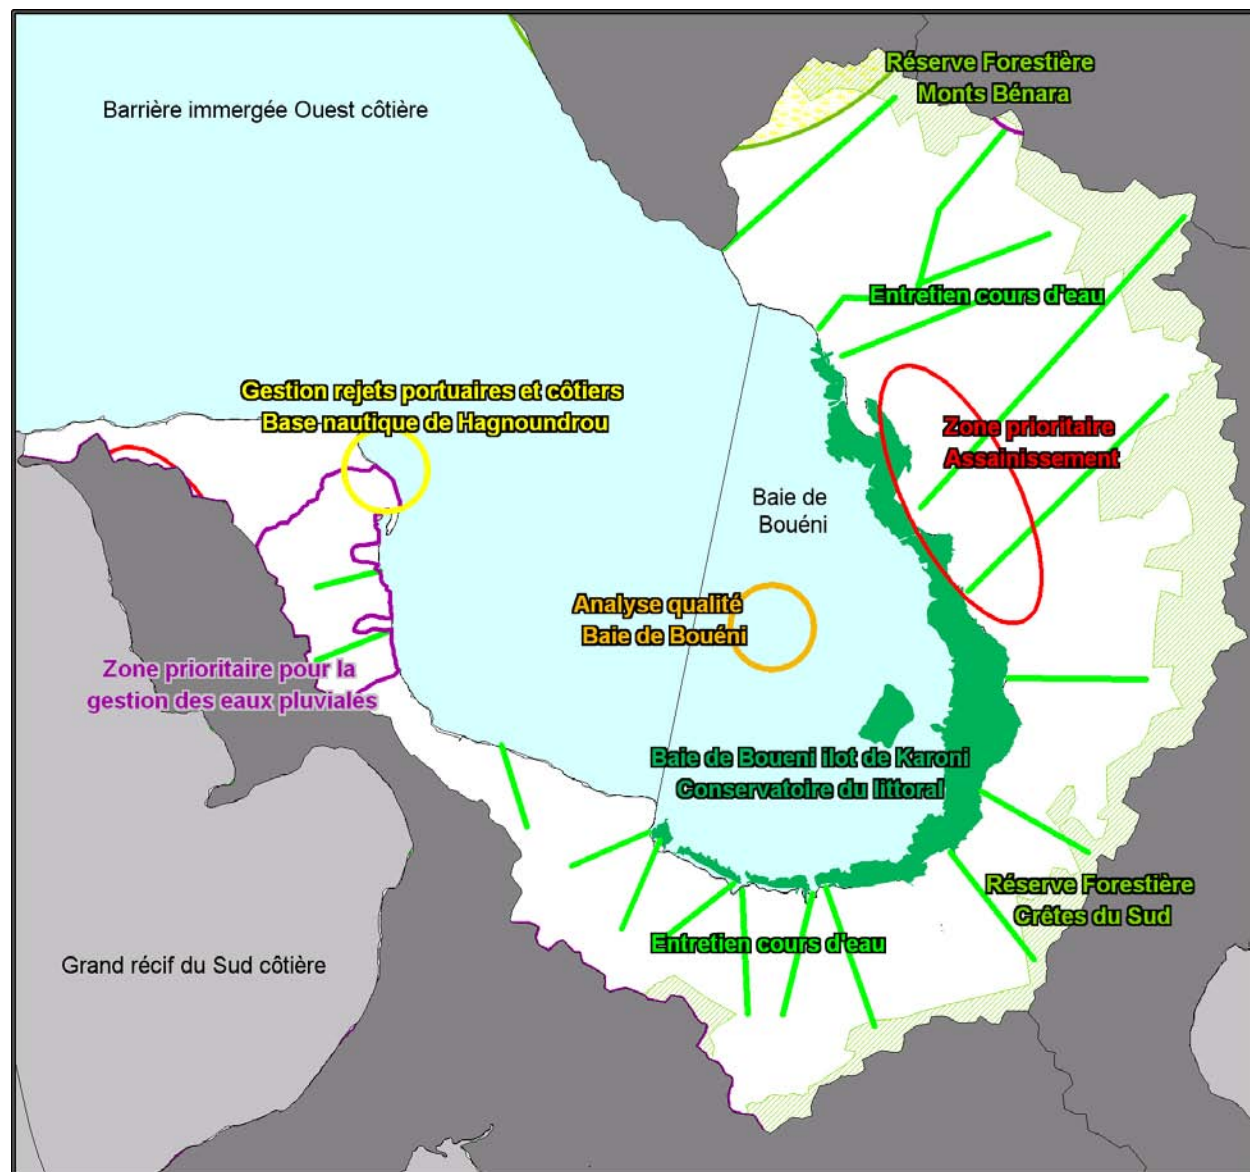 Réserve Forestière
Monts Bénara
Barrière immergée Ouest côtière
Entretien cours d'eau
Gestion rejets portuaires et côtiers
Base nautique de Hagnoundrou
Zone prioritaire
Assainissement
Baie de
Bouéni
Analyse qualité
Baie de Bouéni
Zone prioritaire pour la
gestion des eaux pluviales
Baie de Boueni ilot de Karoni
Conservatoire du littoral
Réserve Forestière
Crêtes du Sud
Entretien cours d'eau
Grand récif du Sud côtière